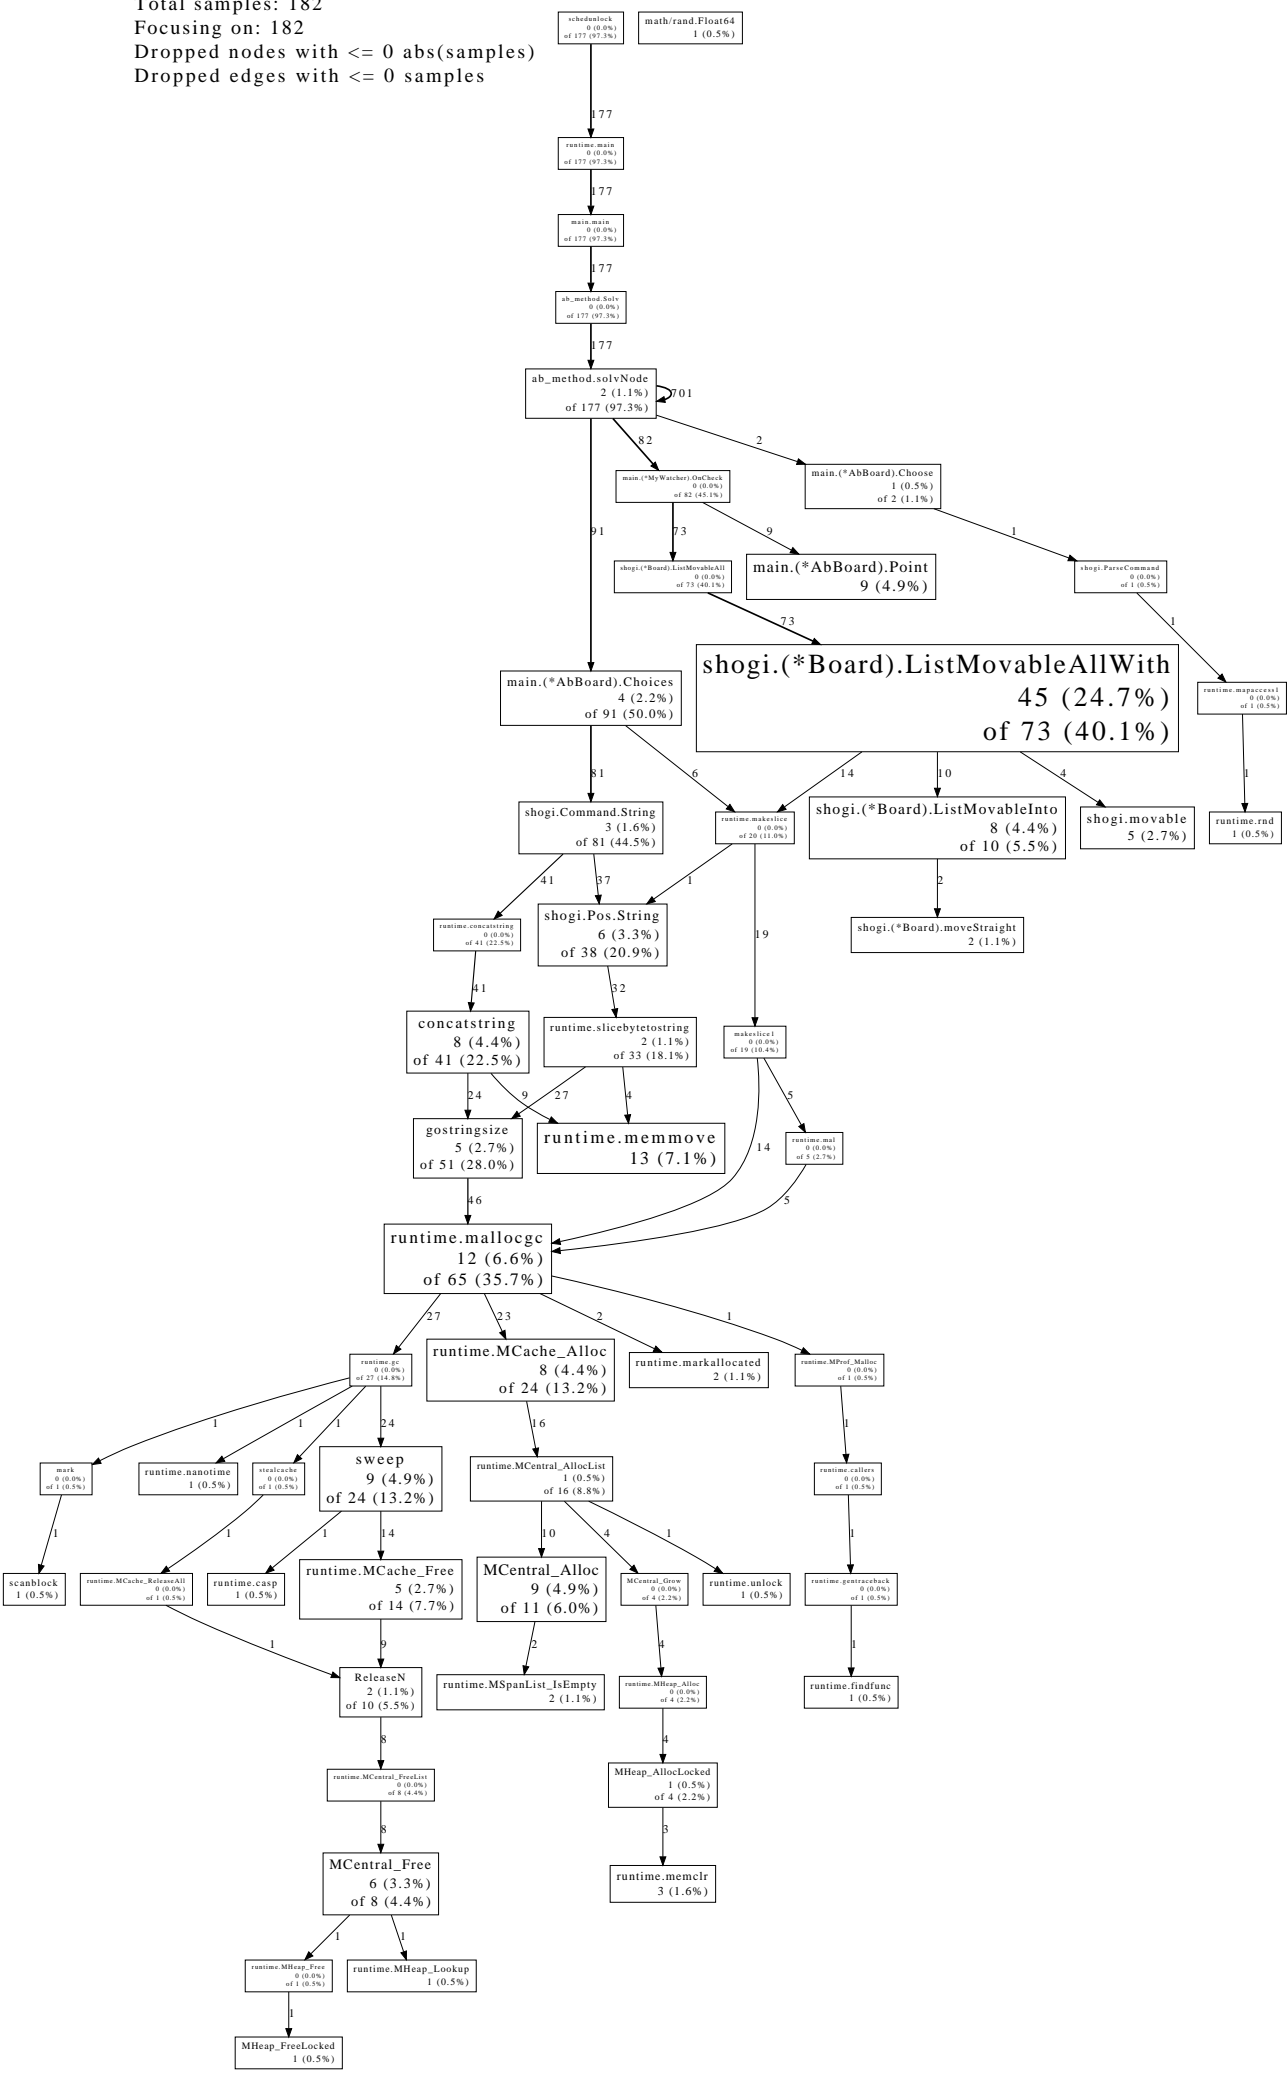 Total samples: 182
Focusing on: 182
Dropped nodes with <= 0 abs(samples)
Dropped edges with <= 0 samples
schedunlock
0 (0.0%)
of 177 (97.3%)
math/rand.Float64
1 (0.5%)
177
runtime.main
0 (0.0%)
of 177 (97.3%)
177
main.main
0 (0.0%)
of 177 (97.3%)
177
ab_method.Solv
0 (0.0%)
of 177 (97.3%)
177
ab_method.solvNode
2 (1.1%)
of 177 (97.3%)
701
82
2
main.(*MyWatcher).OnCheck
0 (0.0%)
of 82 (45.1%)
main.(*AbBoard).Choose
1 (0.5%)
of 2 (1.1%)
91
73
9
1
shogi.(*Board).ListMovableAll
0 (0.0%)
of 73 (40.1%)
main.(*AbBoard).Point
9 (4.9%)
shogi.ParseCommand
0 (0.0%)
of 1 (0.5%)
73
1
main.(*AbBoard).Choices
4 (2.2%)
of 91 (50.0%)
shogi.(*Board).ListMovableAllWith
45 (24.7%)
of 73 (40.1%)
runtime.mapaccess1
0 (0.0%)
of 1 (0.5%)
81
6
14
10
4
1
shogi.Command.String
3 (1.6%)
of 81 (44.5%)
runtime.makeslice
0 (0.0%)
of 20 (11.0%)
shogi.(*Board).ListMovableInto
8 (4.4%)
of 10 (5.5%)
shogi.movable
5 (2.7%)
runtime.rnd
1 (0.5%)
41
37
1
2
runtime.concatstring
0 (0.0%)
of 41 (22.5%)
shogi.Pos.String
6 (3.3%)
of 38 (20.9%)
19
shogi.(*Board).moveStraight
2 (1.1%)
41
32
concatstring
8 (4.4%)
of 41 (22.5%)
runtime.slicebytetostring
2 (1.1%)
of 33 (18.1%)
makeslice1
0 (0.0%)
of 19 (10.4%)
24
9
27
4
5
gostringsize
5 (2.7%)
of 51 (28.0%)
runtime.memmove
13 (7.1%)
14
runtime.mal
0 (0.0%)
of 5 (2.7%)
46
5
runtime.mallocgc
12 (6.6%)
of 65 (35.7%)
27
23
2
1
runtime.gc
0 (0.0%)
of 27 (14.8%)
runtime.MCache_Alloc
8 (4.4%)
of 24 (13.2%)
runtime.markallocated
2 (1.1%)
runtime.MProf_Malloc
0 (0.0%)
of 1 (0.5%)
1
1
1
24
16
1
mark
0 (0.0%)
of 1 (0.5%)
runtime.nanotime
1 (0.5%)
stealcache
0 (0.0%)
of 1 (0.5%)
sweep
9 (4.9%)
of 24 (13.2%)
runtime.MCentral_AllocList
1 (0.5%)
of 16 (8.8%)
runtime.callers
0 (0.0%)
of 1 (0.5%)
1
1
1
14
10
4
1
1
scanblock
1 (0.5%)
runtime.MCache_ReleaseAll
0 (0.0%)
of 1 (0.5%)
runtime.casp
1 (0.5%)
runtime.MCache_Free
5 (2.7%)
of 14 (7.7%)
MCentral_Alloc
9 (4.9%)
of 11 (6.0%)
MCentral_Grow
0 (0.0%)
of 4 (2.2%)
runtime.unlock
1 (0.5%)
runtime.gentraceback
0 (0.0%)
of 1 (0.5%)
1
9
2
4
1
ReleaseN
2 (1.1%)
of 10 (5.5%)
runtime.MSpanList_IsEmpty
2 (1.1%)
runtime.MHeap_Alloc
0 (0.0%)
of 4 (2.2%)
runtime.findfunc
1 (0.5%)
8
4
runtime.MCentral_FreeList
0 (0.0%)
of 8 (4.4%)
MHeap_AllocLocked
1 (0.5%)
of 4 (2.2%)
8
3
MCentral_Free
6 (3.3%)
of 8 (4.4%)
runtime.memclr
3 (1.6%)
1
1
runtime.MHeap_Free
0 (0.0%)
of 1 (0.5%)
runtime.MHeap_Lookup
1 (0.5%)
1
MHeap_FreeLocked
1 (0.5%)